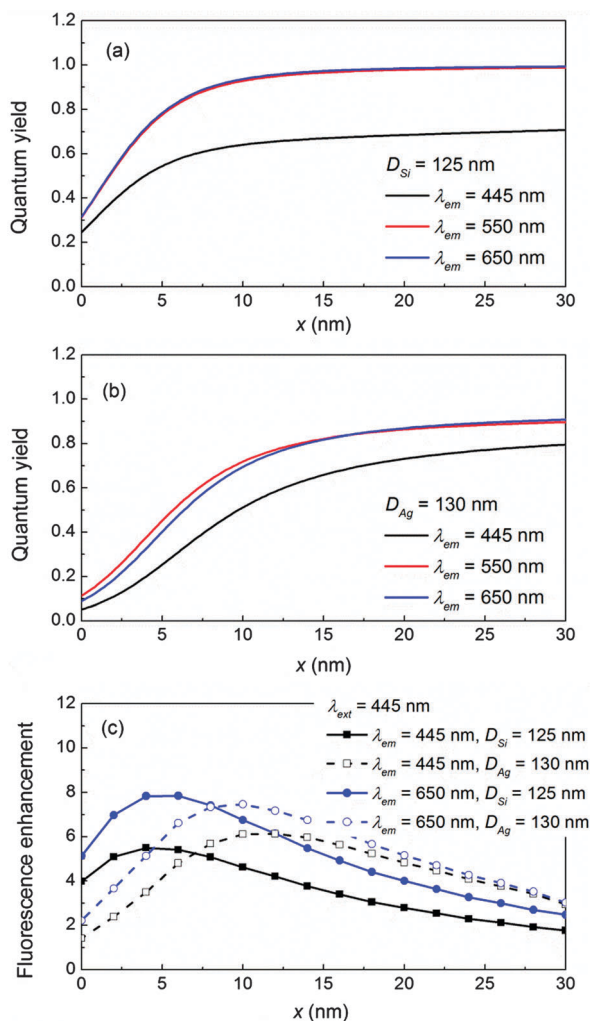 (a)
1.2
1.0
0.8
0.6
0.4
0.2
0.0
Quantum yield
D_Si = 125 nm
λ_em = 445 nm
λ_em = 550 nm
λ_em = 650 nm
0 5 10 15 20 25 30
x (nm)
(b)
1.2
1.0
0.8
0.6
0.4
0.2
0.0
Quantum yield
D_Ag = 130 nm
λ_em = 445 nm
λ_em = 550 nm
λ_em = 650 nm
0 5 10 15 20 25 30
x (nm)
(c)
12
10
8
6
4
2
0
Fluorescence enhancement
λ_ext = 445 nm
λ_em = 445 nm, D_Si = 125 nm
λ_em = 445 nm, D_Ag = 130 nm
λ_em = 650 nm, D_Si = 125 nm
λ_em = 650 nm, D_Ag = 130 nm
0 5 10 15 20 25 30
x (nm)